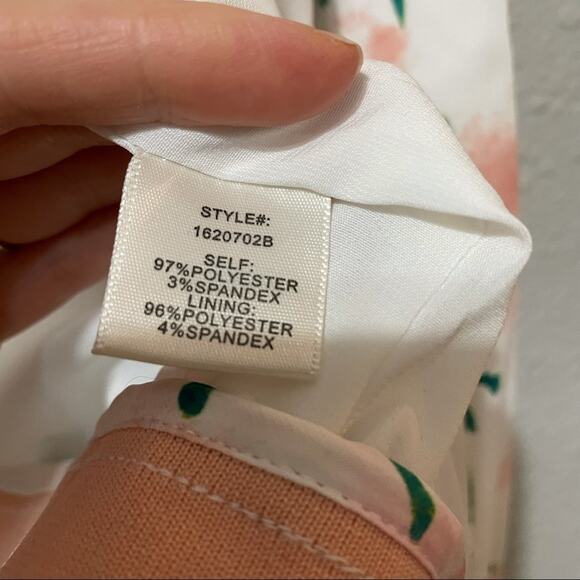 STYLE#:
1620702B
SELF:
97%POLYESTER
3%SPANDEX
LINING:
96%POLYESTER
4%SPANDEX